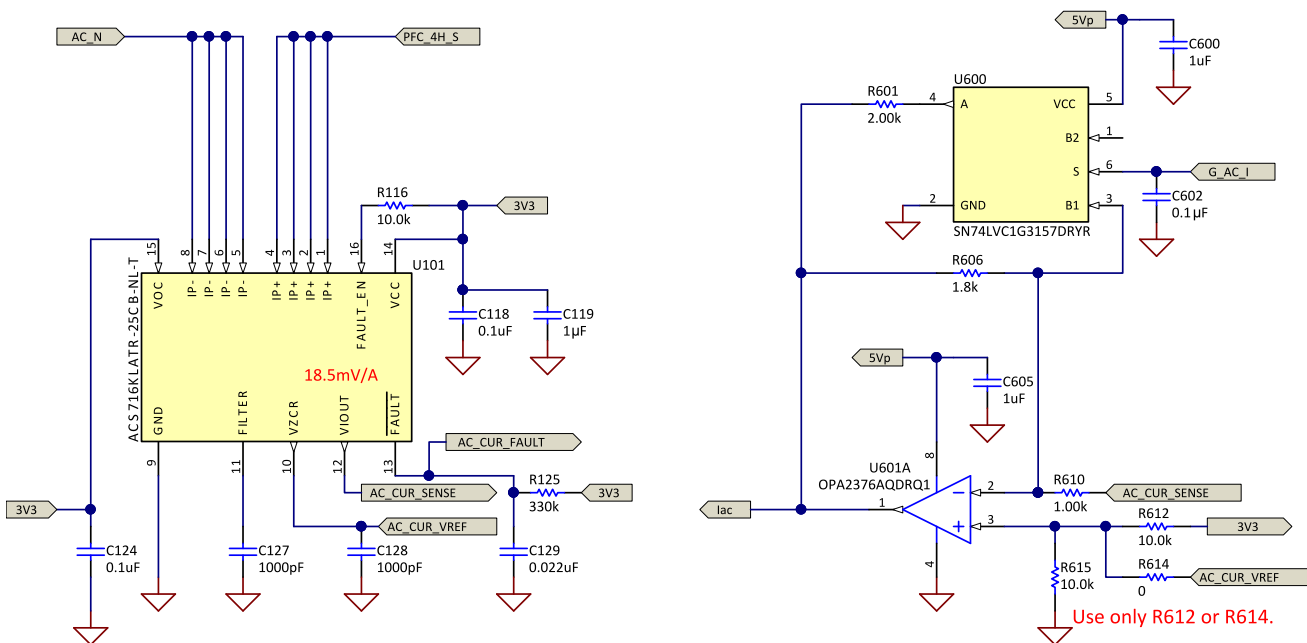 AC_N
PFC_4H_S
R116
10.0k
3V3
15
8
7
6
5
4
3
2
1
16
14
U101
ACS716KLATR-25CB-NL-T
VOC
IP-
IP-
IP-
IP-
IP+
IP+
IP+
IP+
FAULT_EN
VCC
C118
0.1uF
C119
1µF
18.5mV/A
GND
FILTER
VZCR
VIOUT
FAULT
9
11
10
12
13
AC_CUR_FAULT
AC_CUR_SENSE
R125
330k
3V3
3V3
AC_CUR_VREF
C124
0.1uF
C127
1000pF
C128
1000pF
C129
0.022uF
5Vp
C600
1uF
U600
R601
2.00k
4
A
VCC
5
B2
1
S
6
G_AC_I
C602
0.1µF
2
GND
B1
3
SN74LVC1G3157DRYR
R606
1.8k
5Vp
C605
1uF
8
U601A
OPA2376AQDRQ1
Iac
1
2
3
4
R610
1.00k
AC_CUR_SENSE
R612
10.0k
3V3
R615
10.0k
R614
0
AC_CUR_VREF
Use only R612 or R614.